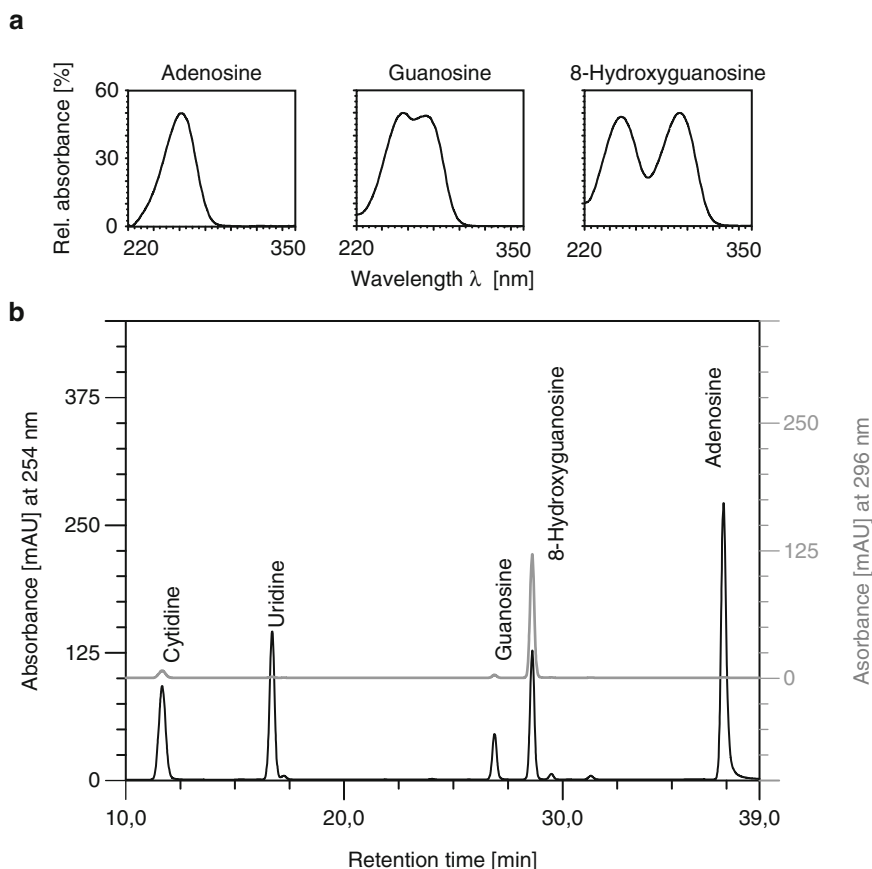 a
Adenosine
Guanosine
8-Hydroxyguanosine
Rel. absorbance [%]
60
30
0
220
350
220
350
220
350
Wavelength λ [nm]
b
Absorbance [mAU] at 254 nm
375
250
125
0
Cytidine
Uridine
Guanosine
8-Hydroxyguanosine
Adenosine
250
125
0
Asorbance [mAU] at 296 nm
10,0
20,0
30,0
39,0
Retention time [min]